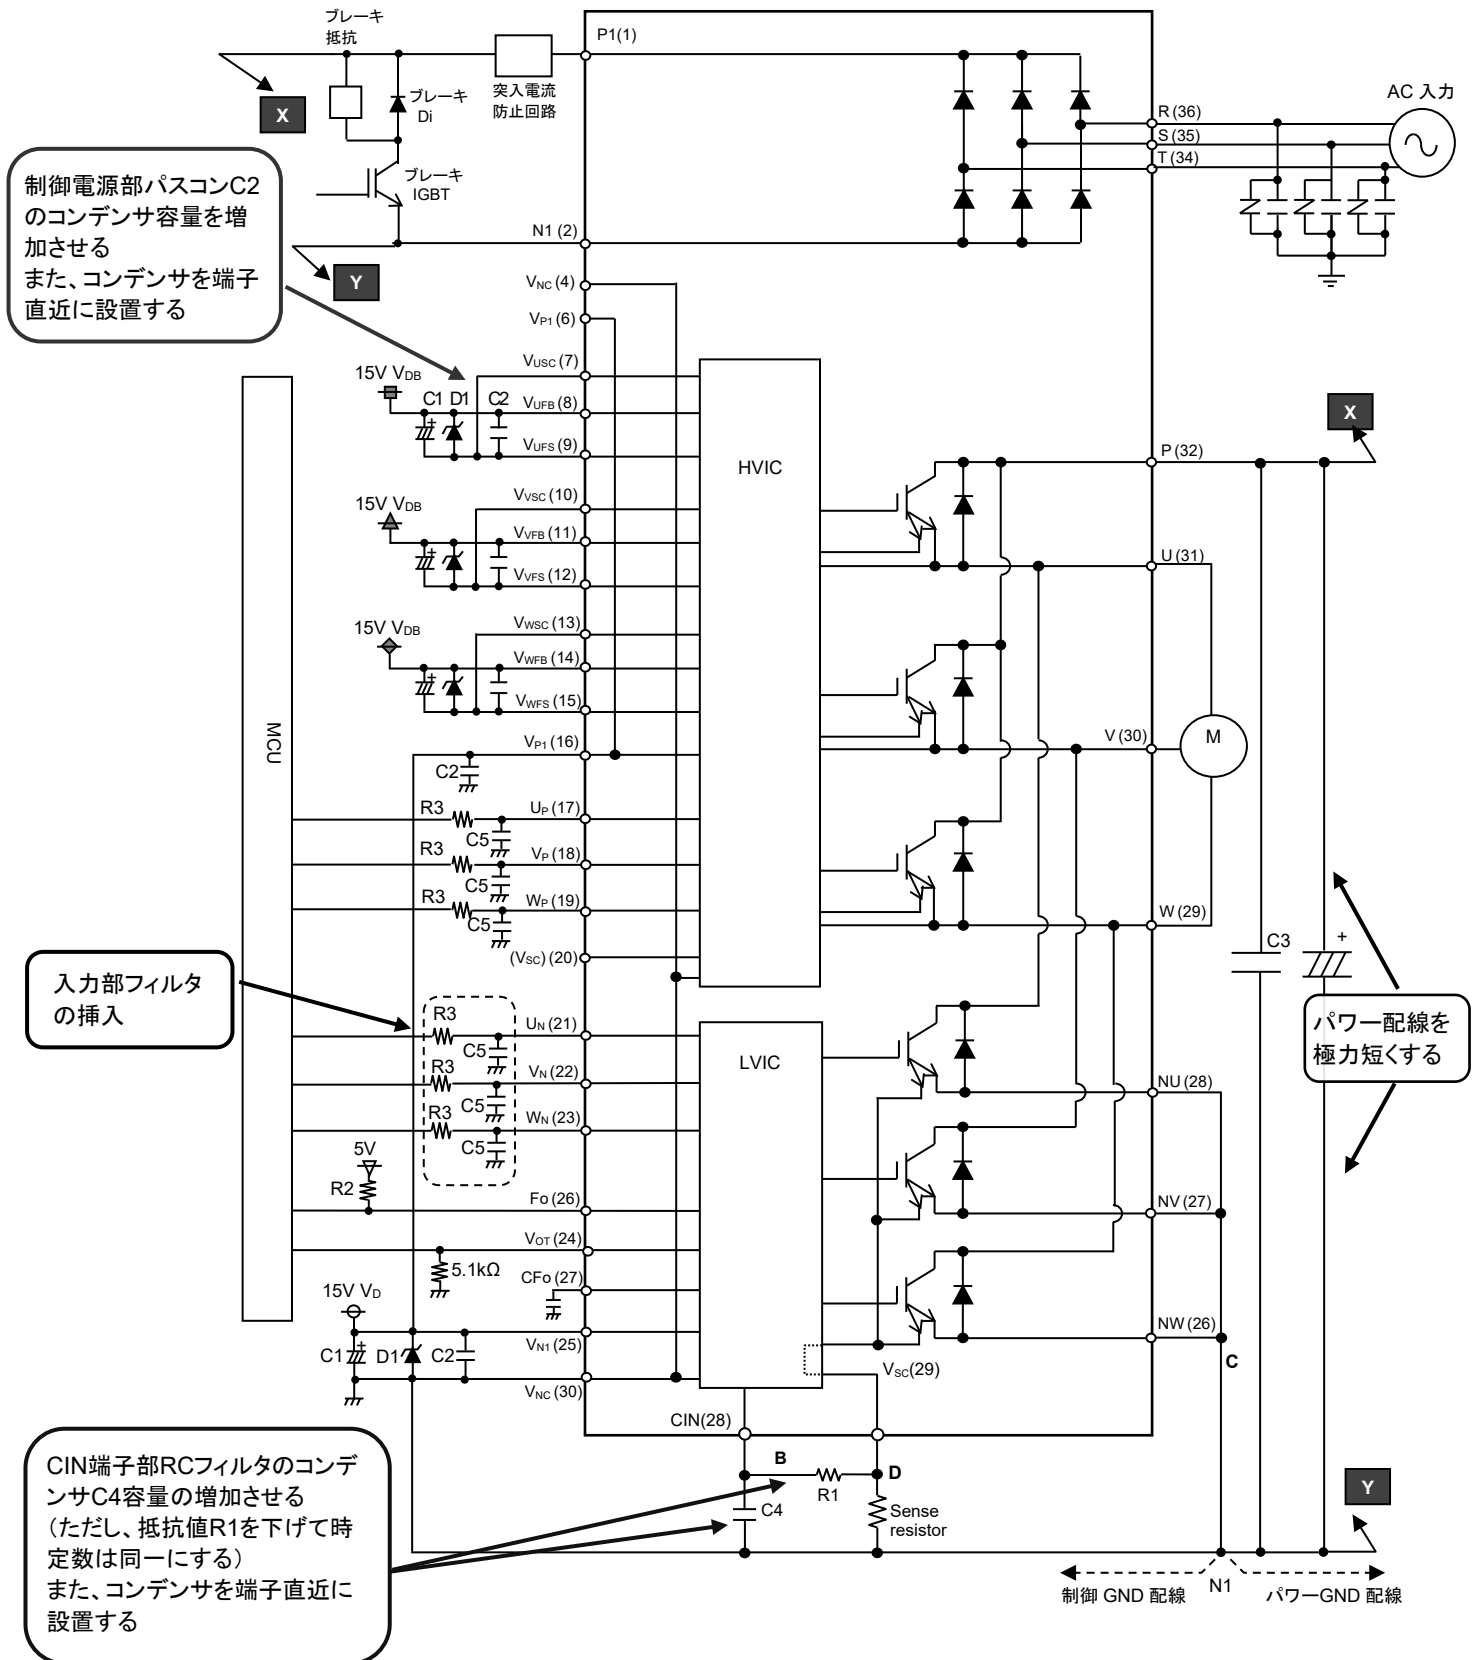 ブレーキ
抵抗
P1(1)
突入電流
防止回路
ブレーキ
Di
X
AC 入力
R (36)
S (35)
T (34)
制御電源部パスコンC2
のコンデンサ容量を増
加させる
また、コンデンサを端子
直近に設置する
ブレーキ
IGBT
N1 (2)
Y
VNC (4)
VP1 (6)
VUSC (7)
15V VDB
C1 D1 C2
+
VUFB (8)
VUFS (9)
HVIC
X
P (32)
VVSC (10)
15V VDB
+
VVFB (11)
VVFS (12)
U (31)
VWSC (13)
15V VDB
+
VWFB (14)
VWFS (15)
MCU
VP1 (16)
C2
V (30)
M
R3
UP (17)
C5
R3
VP (18)
C5
R3
WP (19)
C5
W (29)
C3
+
(VSC) (20)
入力部フィルタ
の挿入
R3
UN (21)
C5
R3
VN (22)
C5
R3
WN (23)
C5
LVIC
パワー配線を
極力短くする
NU (28)
5V
R2
Fo (26)
NV (27)
VOT (24)
5.1kΩ
CFo (27)
15V VD
C1
+
D1
C2
VN1 (25)
VNC (30)
NW (26)
C
VSC(29)
CIN(28)
B
R1
D
C4
Sense
resistor
Y
CIN端子部RCフィルタのコンデ
ンサC4容量の増加させる
(ただし、抵抗値R1を下げて時
定数は同一にする)
また、コンデンサを端子直近に
設置する
制御 GND 配線
N1
パワーGND 配線